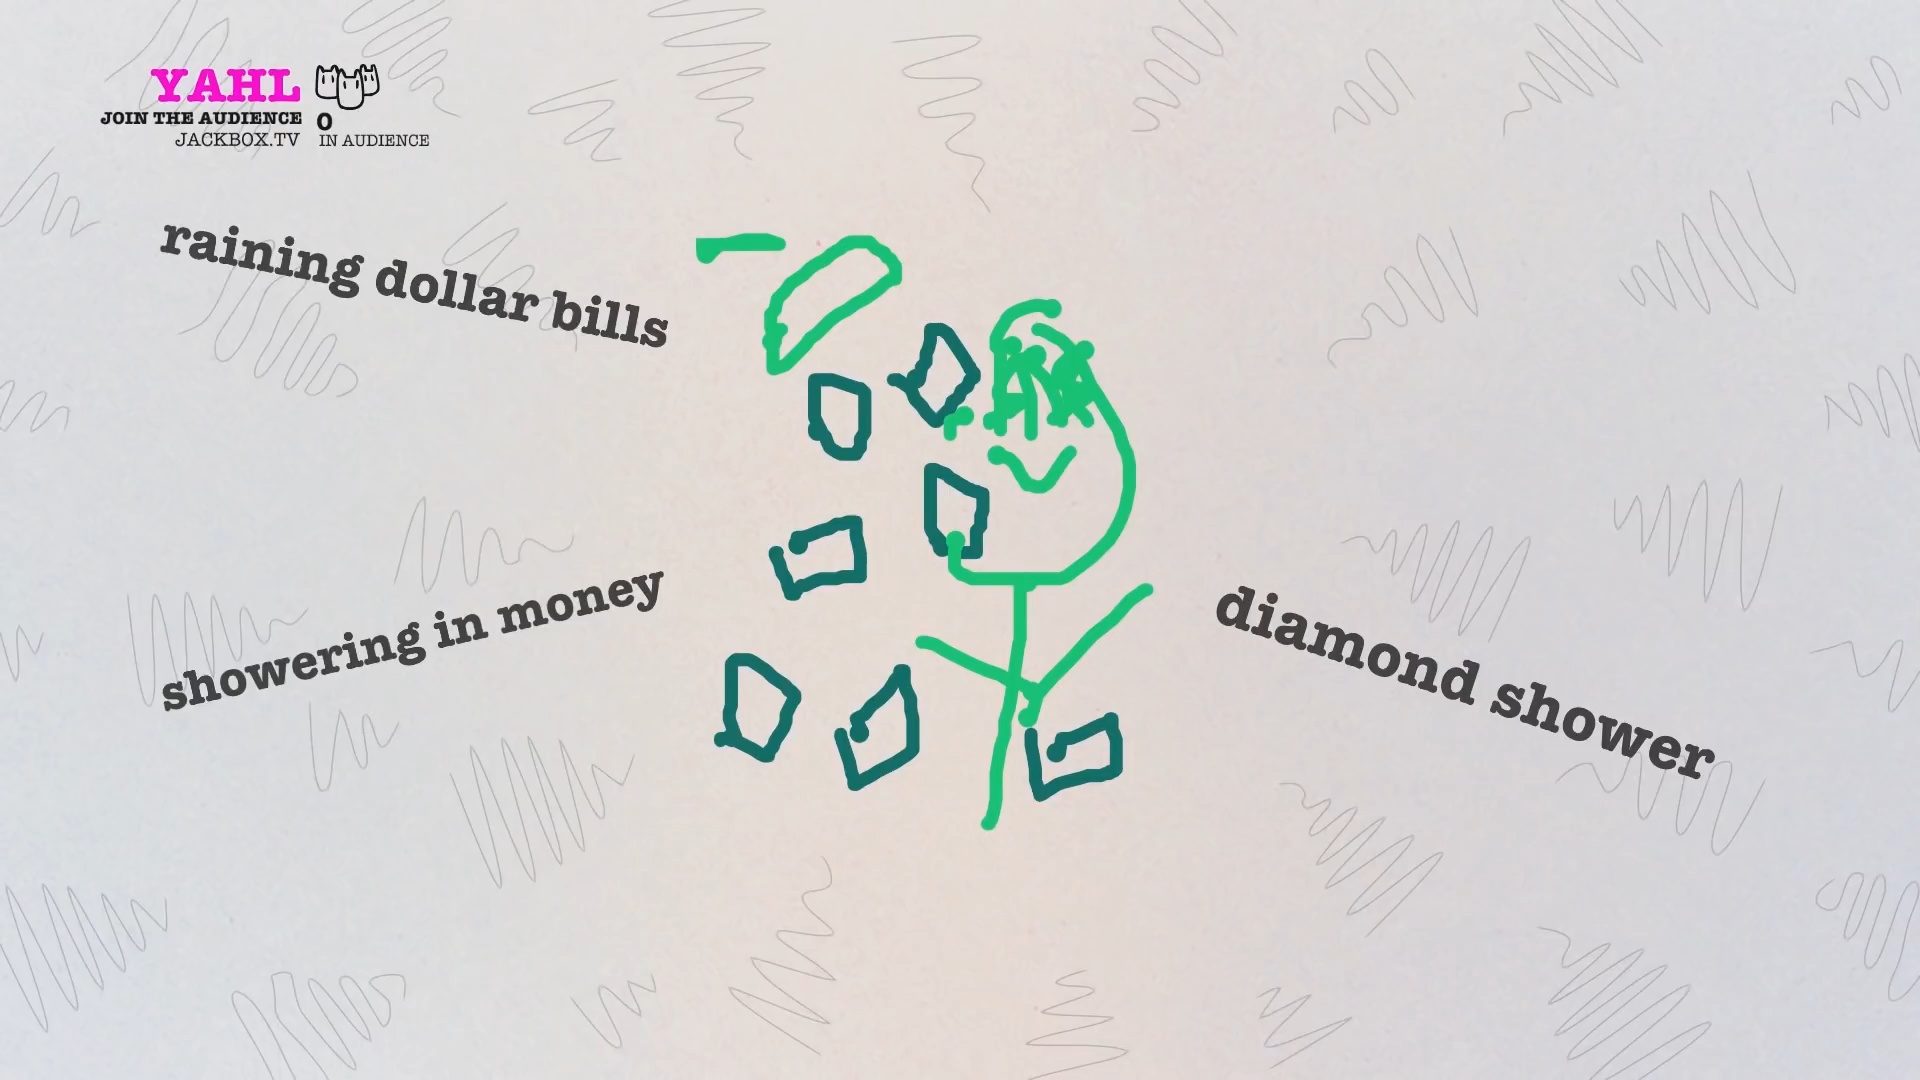 YAHL
JOIN THE AUDIENCE
JACKBOX.TV
0
IN AUDIENCE
raining dollar bills
showering in money
diamond shower